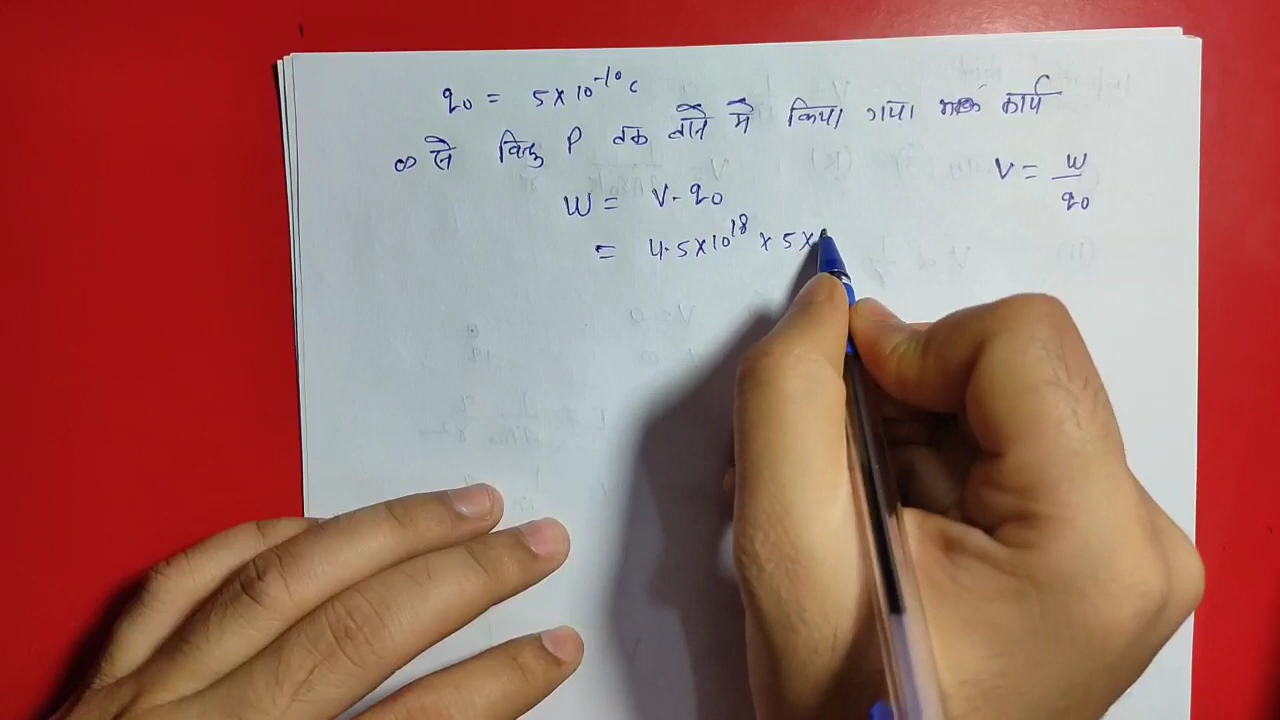 q₀ = 5×10⁻¹⁰ c
∞ से बिन्दु P तक लाने मे किया गया कार्य
W = V·q₀
V = W/q₀
= 4.5×10¹⁸ × 5×